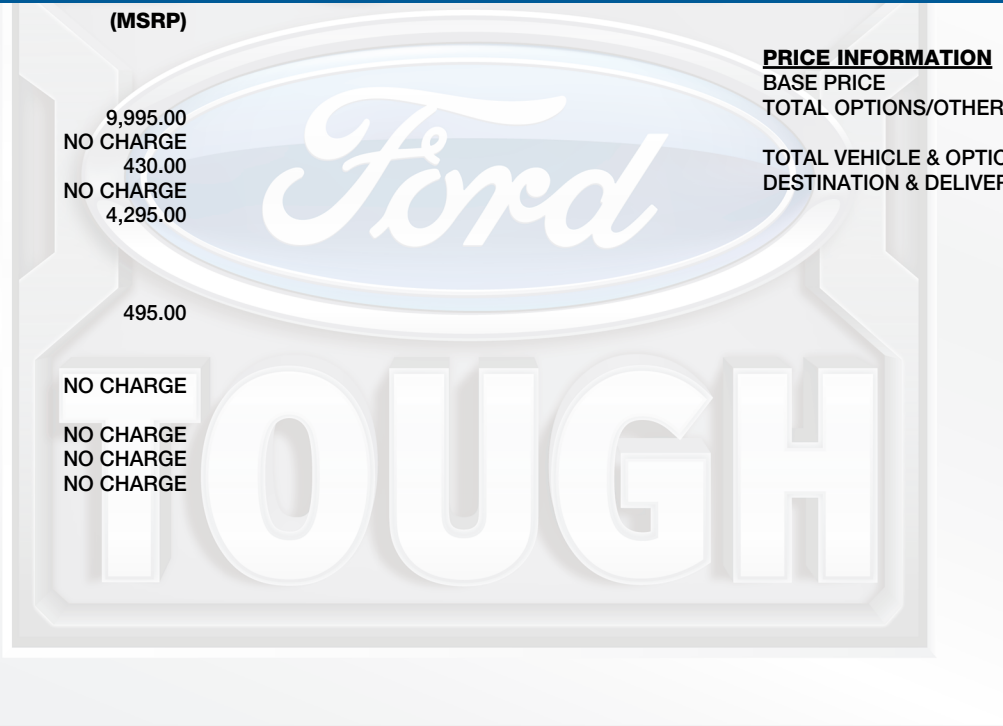 (MSRP)
9,995.00
NO CHARGE
430.00
NO CHARGE
4,295.00
495.00
NO CHARGE
NO CHARGE
NO CHARGE
NO CHARGE
PRICE INFORMATION
BASE PRICE
TOTAL OPTIONS/OTHER
TOTAL VEHICLE & OPTIO
DESTINATION & DELIVER
Ford
TOUGH